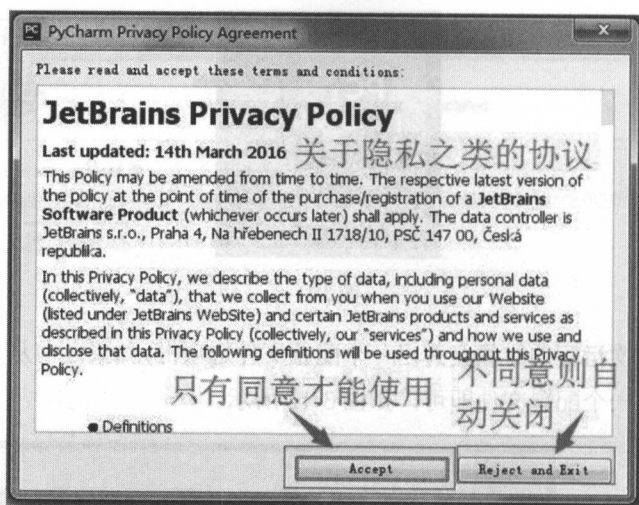 PyCharm Privacy Policy Agreement
Please read and accept these terms and conditions:
JetBrains Privacy Policy
Last updated: 14th March 2016 关于隐私之类的协议
This Policy may be amended from time to time. The respective latest version of
the policy at the point of time of the purchase/registration of a JetBrains
Software Product (whichever occurs later) shall apply. The data controller is
JetBrains s.r.o., Praha 4, Na hřebenech II 1718/10, PSČ 147 00, Česká
republika.
In this Privacy Policy, we describe the type of data, including personal data
(collectively, "data"), that we collect from you when you use our Website
(listed under JetBrains WebSite) and certain JetBrains products and services as
described in this Privacy Policy (collectively, our "services") and how we use and
disclose that data. The following definitions will be used throughout this Privacy
Policy.
只有同意才能使用
不同意则自
动关闭
● Definitions
Accept
Reject and Exit